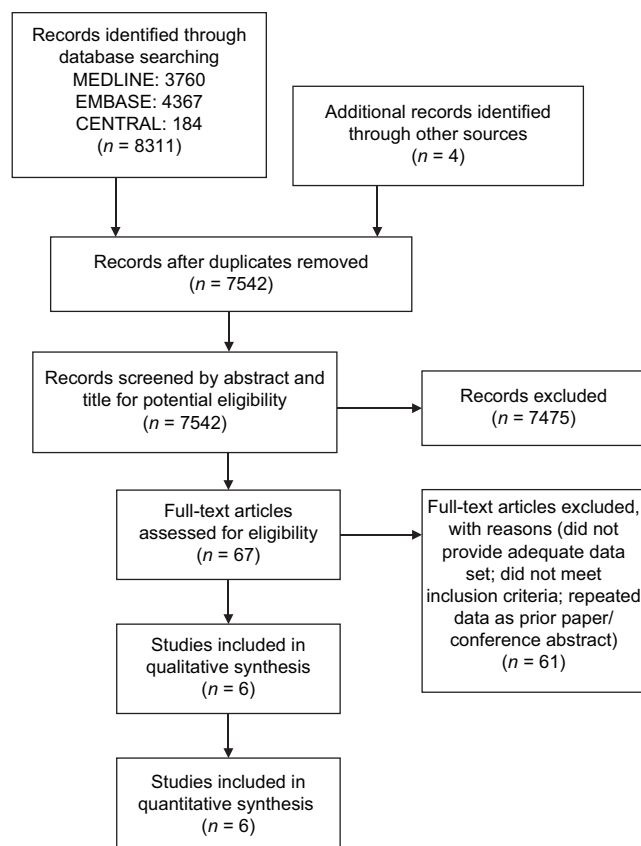 Records identified through
database searching
MEDLINE: 3760
EMBASE: 4367
CENTRAL: 184
(n = 8311)
Additional records identified
through other sources
(n = 4)
Records after duplicates removed
(n = 7542)
Records screened by abstract and
title for potential eligibility
(n = 7542)
Records excluded
(n = 7475)
Full-text articles
assessed for eligibility
(n = 67)
Full-text articles excluded,
with reasons (did not
provide adequate data
set; did not meet
inclusion criteria; repeated
data as prior paper/
conference abstract)
(n = 61)
Studies included in
qualitative synthesis
(n = 6)
Studies included in
quantitative synthesis
(n = 6)